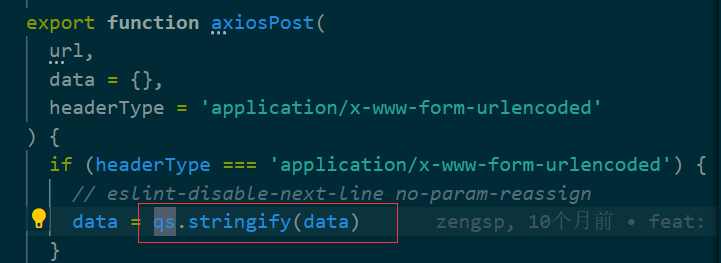 export function axiosPost(
url,
data = {},
headerType = 'application/x-www-form-urlencoded'
) {
if (headerType === 'application/x-www-form-urlencoded') {
// eslint-disable-next-line no-param-reassign
data = qs.stringify(data) zengsp, 10个月前 • feat:
}